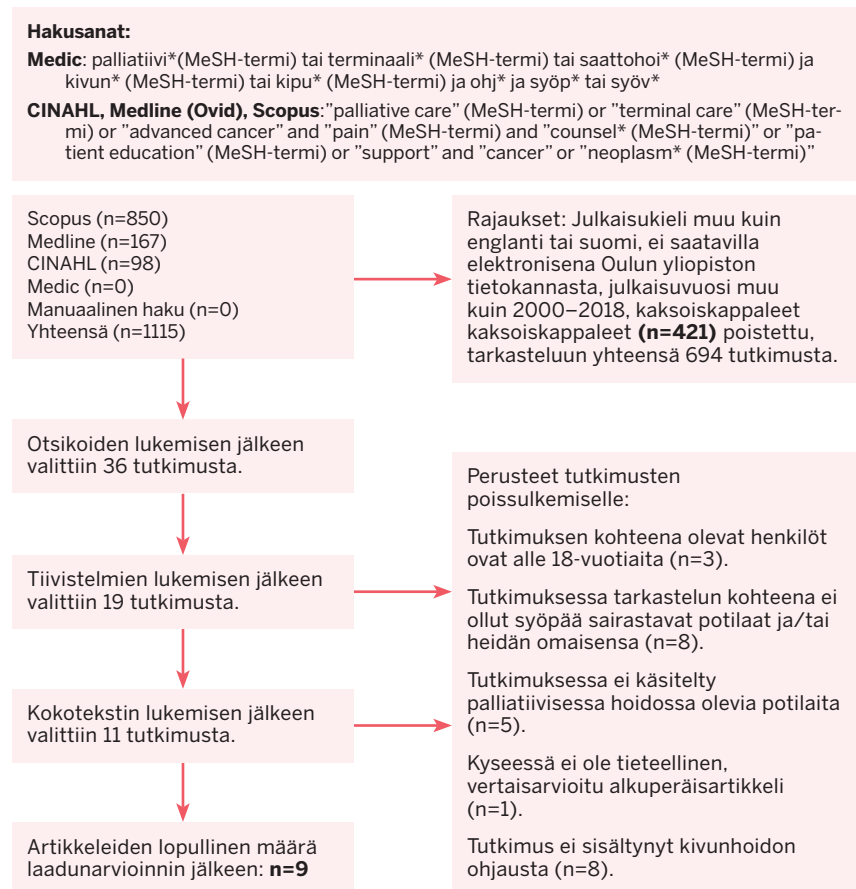 Hakusanat:
Medic: palliatiivi*(MeSH-termi) tai terminaali* (MeSH-termi) tai saattohoi* (MeSH-termi) ja
kivun* (MeSH-termi) tai kipu* (MeSH-termi) ja ohj* ja syöp* tai syöv*
CINAHL, Medline (Ovid), Scopus:”palliative care” (MeSH-termi) or ”terminal care” (MeSH-ter-
mi) or ”advanced cancer” and ”pain” (MeSH-termi) and ”counsel* (MeSH-termi)” or ”pa-
tient education” (MeSH-termi) or ”support” and ”cancer” or ”neoplasm* (MeSH-termi)”
Scopus (n=850)
Medline (n=167)
CINAHL (n=98)
Medic (n=0)
Manuaalinen haku (n=0)
Yhteensä (n=1115)
Rajaukset: Julkaisukieli muu kuin
englanti tai suomi, ei saatavilla
elektronisena Oulun yliopiston
tietokannasta, julkaisuvuosi muu
kuin 2000–2018, kaksoiskappaleet
kaksoiskappaleet (n=421) poistettu,
tarkasteluun yhteensä 694 tutkimusta.
Otsikoiden lukemisen jälkeen
valittiin 36 tutkimusta.
Tiivistelmien lukemisen jälkeen
valittiin 19 tutkimusta.
Kokotekstin lukemisen jälkeen
valittiin 11 tutkimusta.
Artikkeleiden lopullinen määrä
laadunarvioinnin jälkeen: n=9
Perusteet tutkimusten
poissulkemiselle:
Tutkimuksen kohteena olevat henkilöt
ovat alle 18-vuotiaita (n=3).
Tutkimuksessa tarkastelun kohteena ei
ollut syöpää sairastavat potilaat ja/tai
heidän omaisensa (n=8).
Tutkimuksessa ei käsitelty
palliatiivisessa hoidossa olevia potilaita
(n=5).
Kyseessä ei ole tieteellinen,
vertaisarvioitu alkuperäisartikkeli
(n=1).
Tutkimus ei sisältynyt kivunhoidon
ohjausta (n=8).